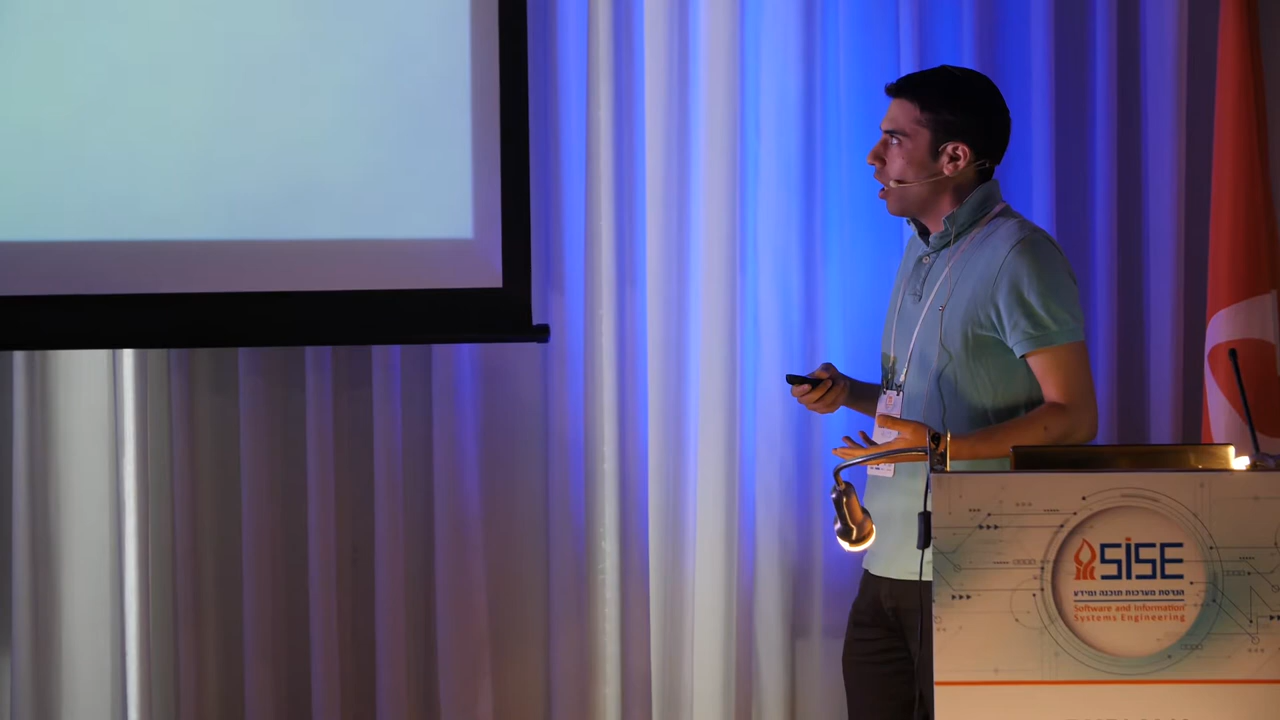 SISE
הנדסת מערכות תוכנה ומידע
Software and Information
Systems Engineering